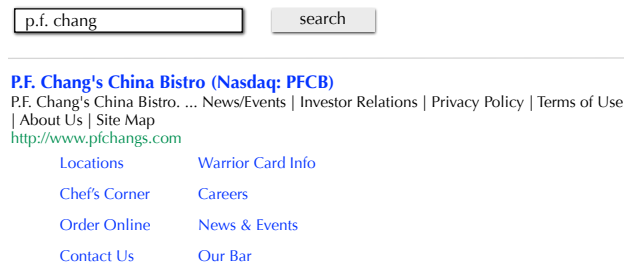 p.f. chang
search
P.F. Chang's China Bistro (Nasdaq: PFCB)
P.F. Chang's China Bistro. ... News/Events | Investor Relations | Privacy Policy | Terms of Use
| About Us | Site Map
http://www.pfchangs.com
Locations Warrior Card Info
Chef's Corner Careers
Order Online News & Events
Contact Us Our Bar